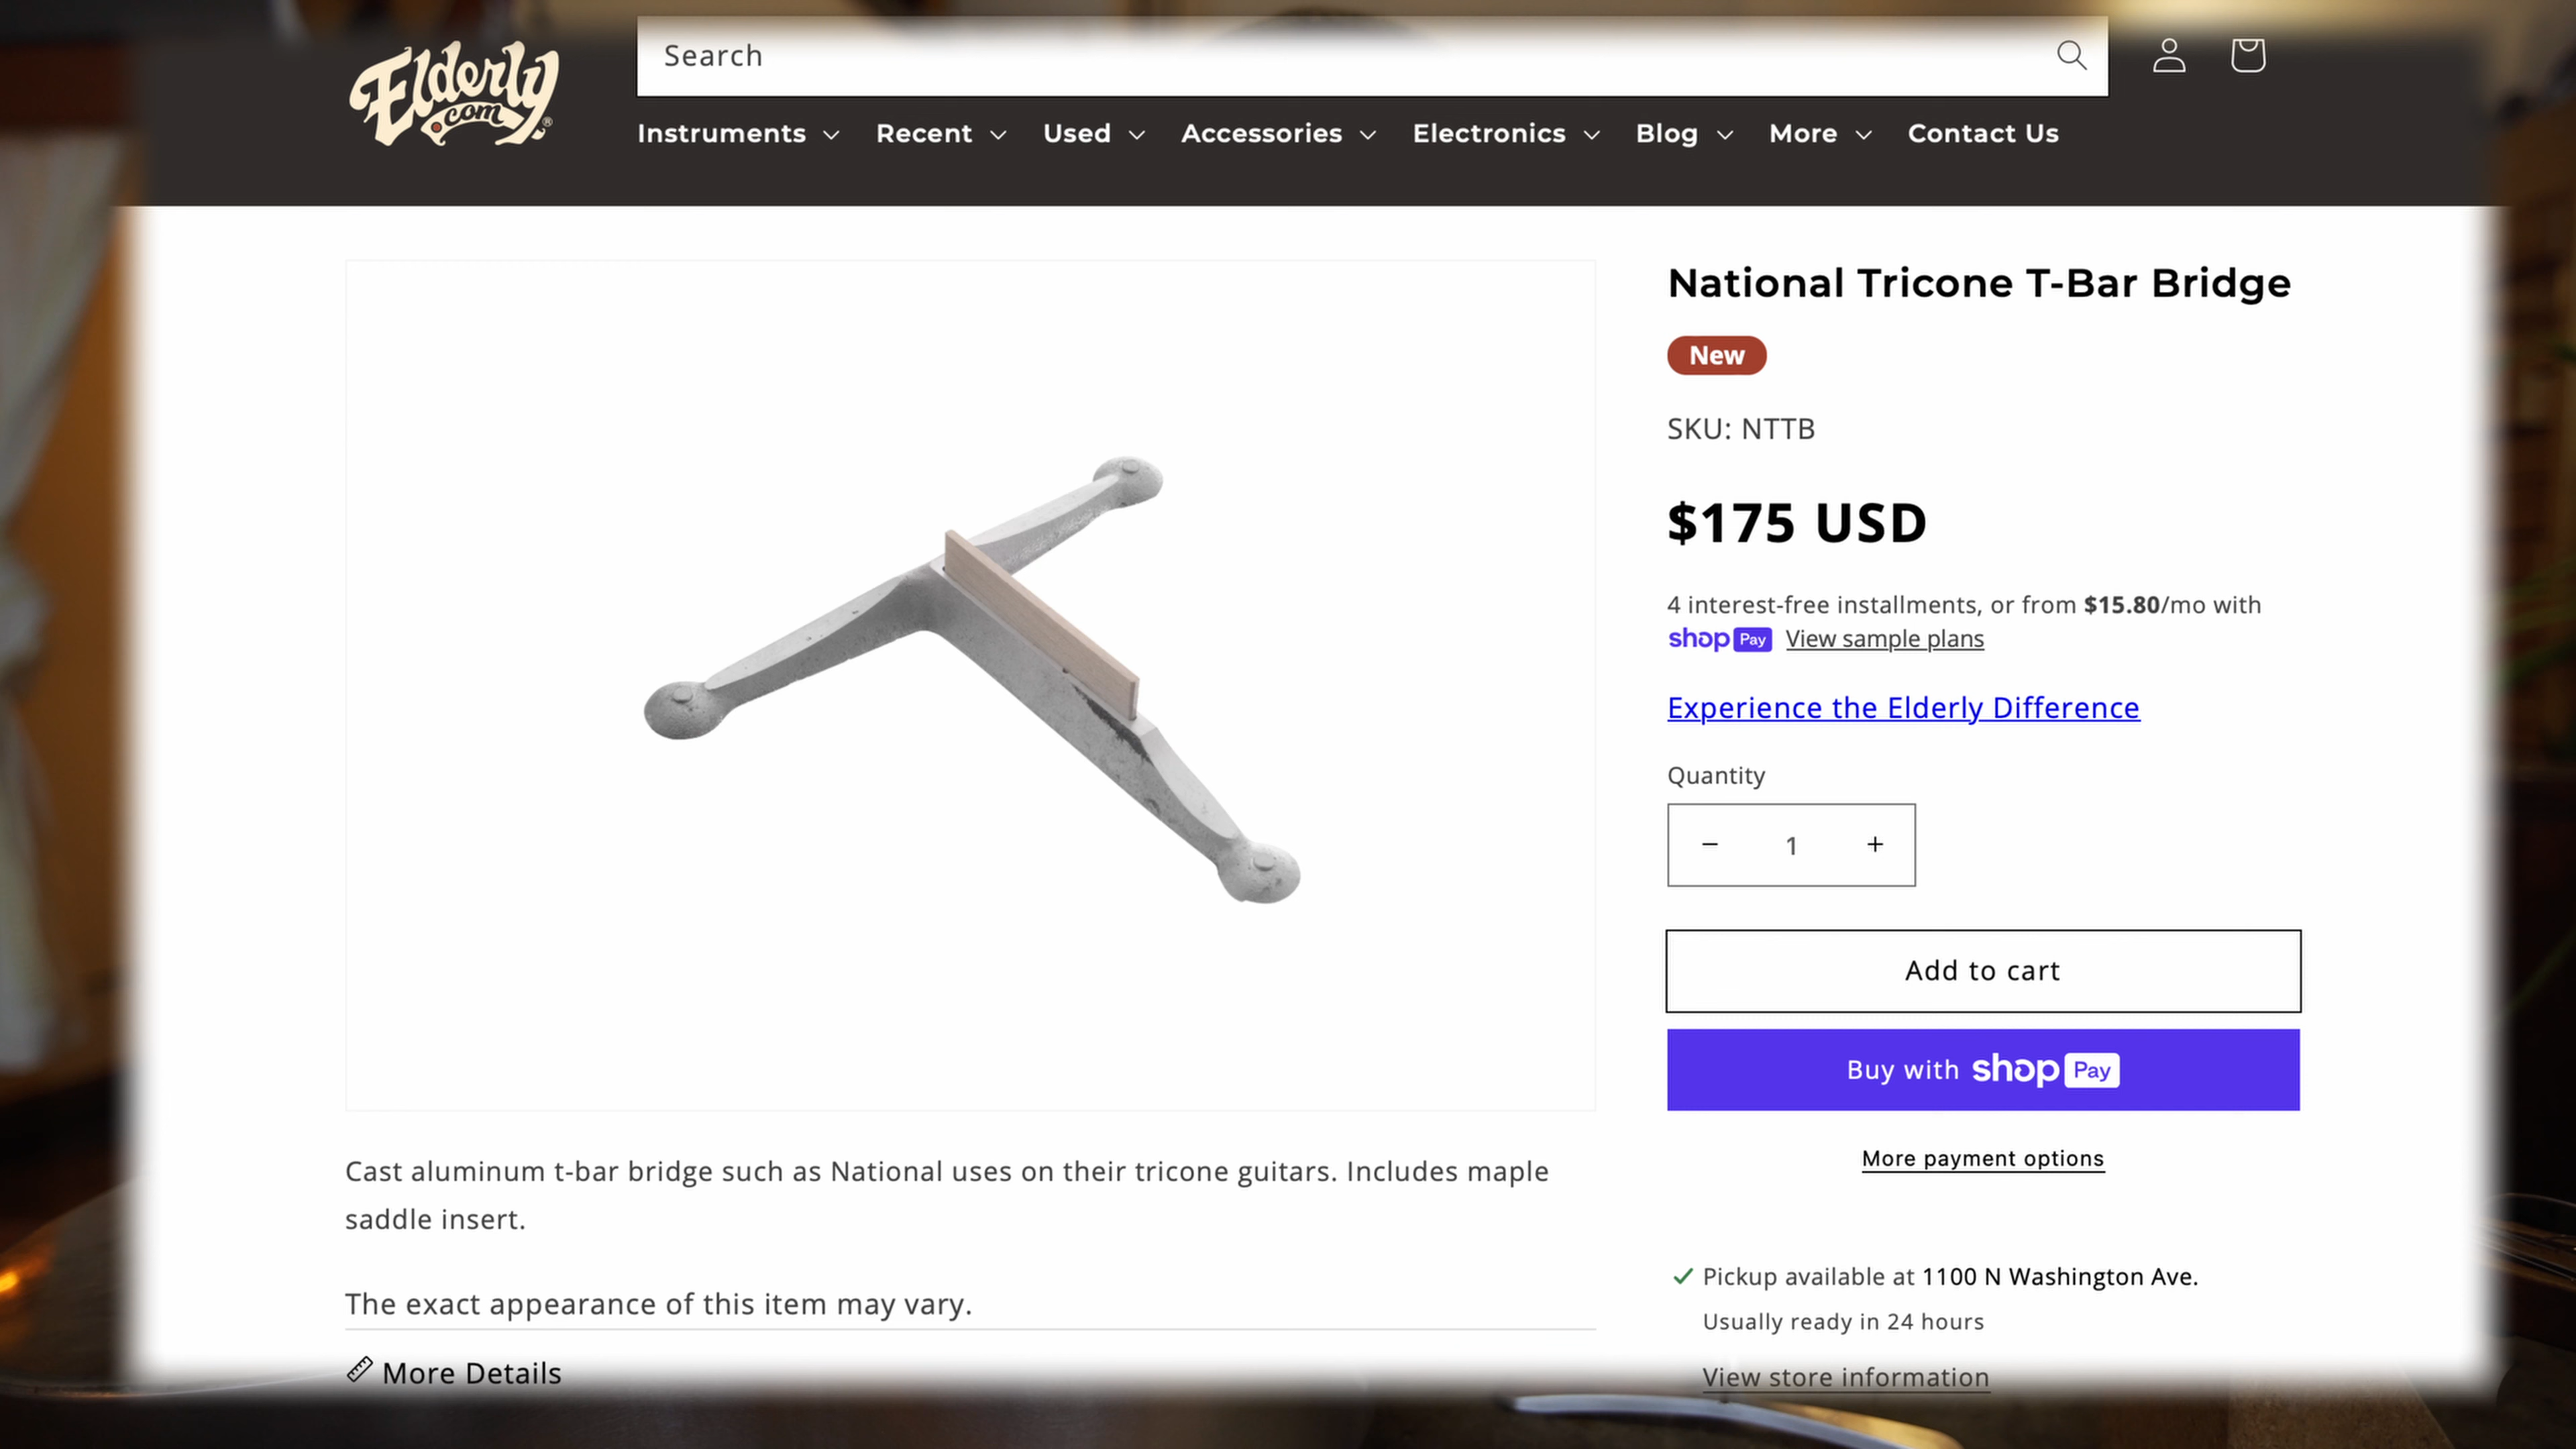 Elderly
.com®
Search
Instruments
Recent
Used
Accessories
Electronics
Blog
More
Contact Us
National Tricone T-Bar Bridge
New
SKU: NTTB
$175 USD
4 interest-free installments, or from $15.80/mo with
shop Pay View sample plans
Experience the Elderly Difference
Quantity
− 1 +
Add to cart
Buy with shop Pay
More payment options
Pickup available at 1100 N Washington Ave.
Usually ready in 24 hours
View store information
Cast aluminum t-bar bridge such as National uses on their tricone guitars. Includes maple
saddle insert.
The exact appearance of this item may vary.
More Details